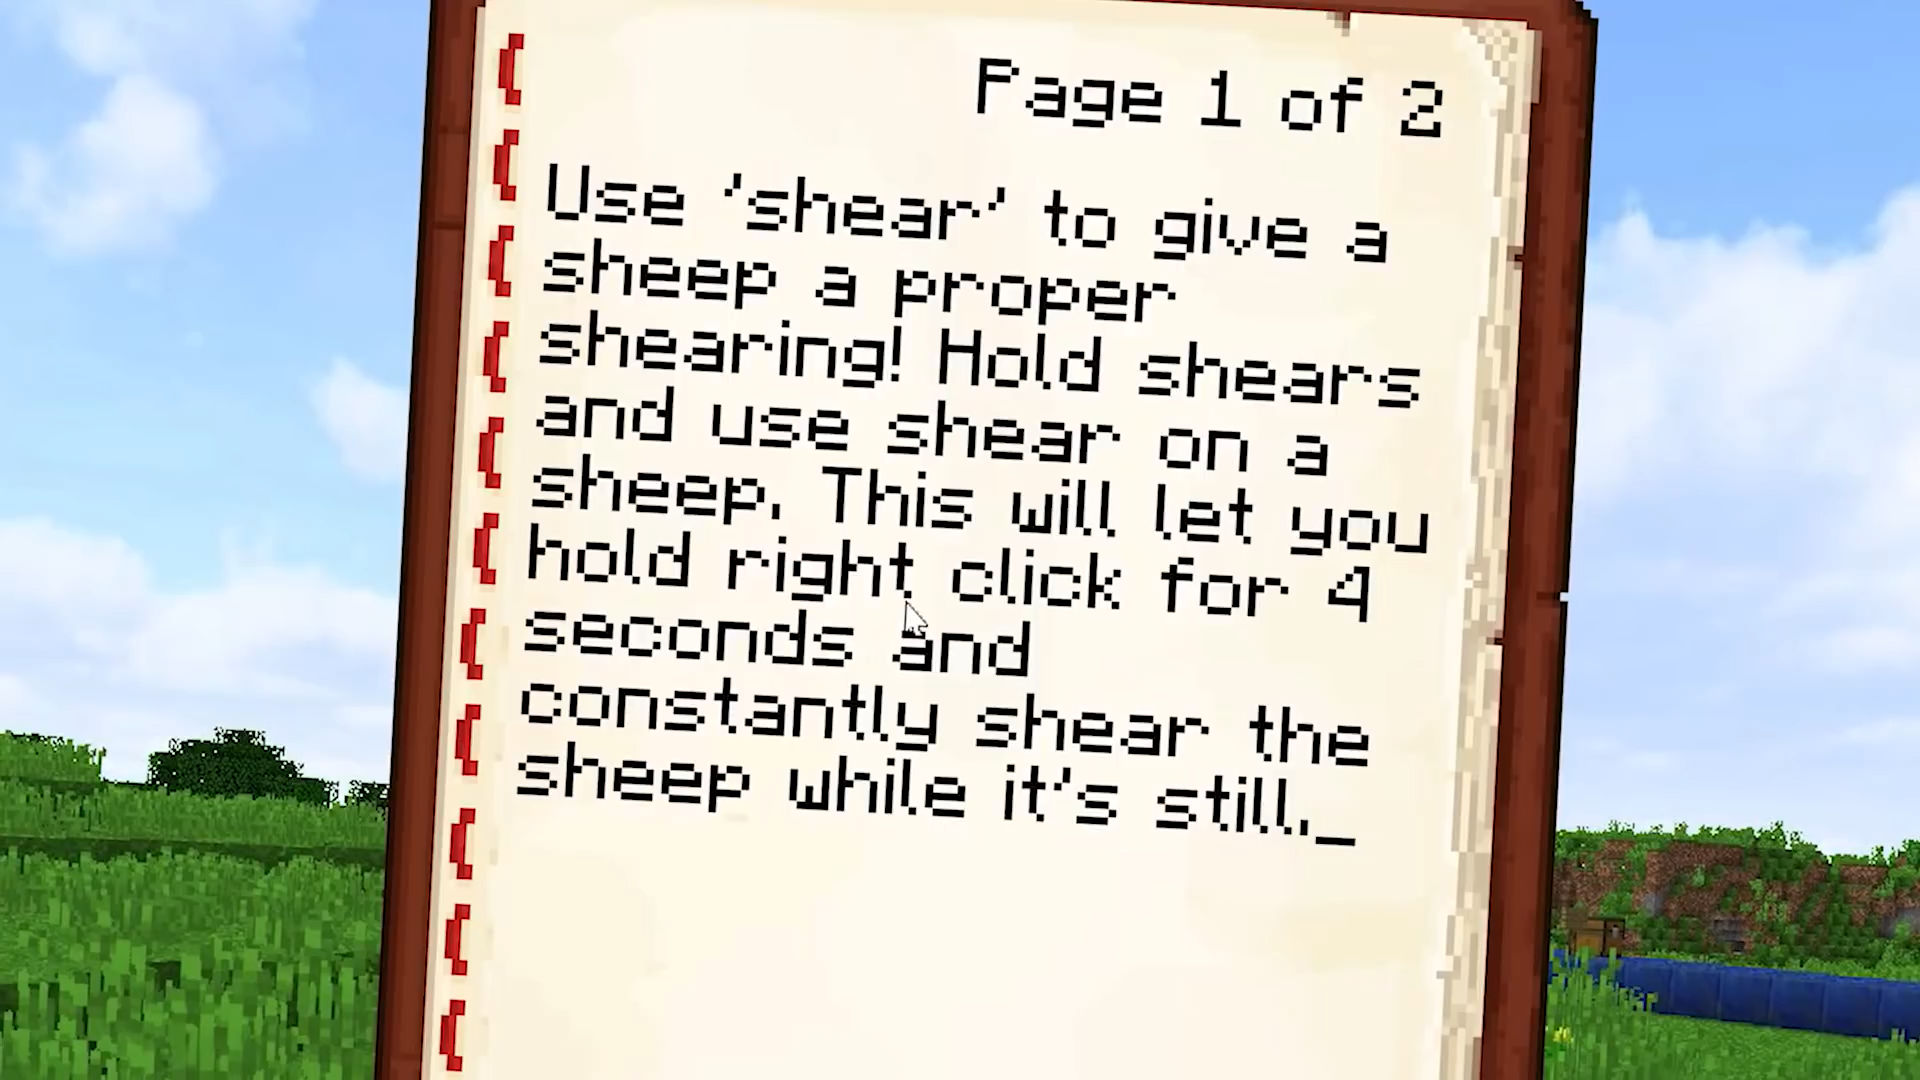 Page 1 of 2
Use 'shear' to give a
sheep a proper
shearing! Hold shears
and use shear on a
sheep. This will let you
hold right click for 4
seconds and
constantly shear the
sheep while it's still._